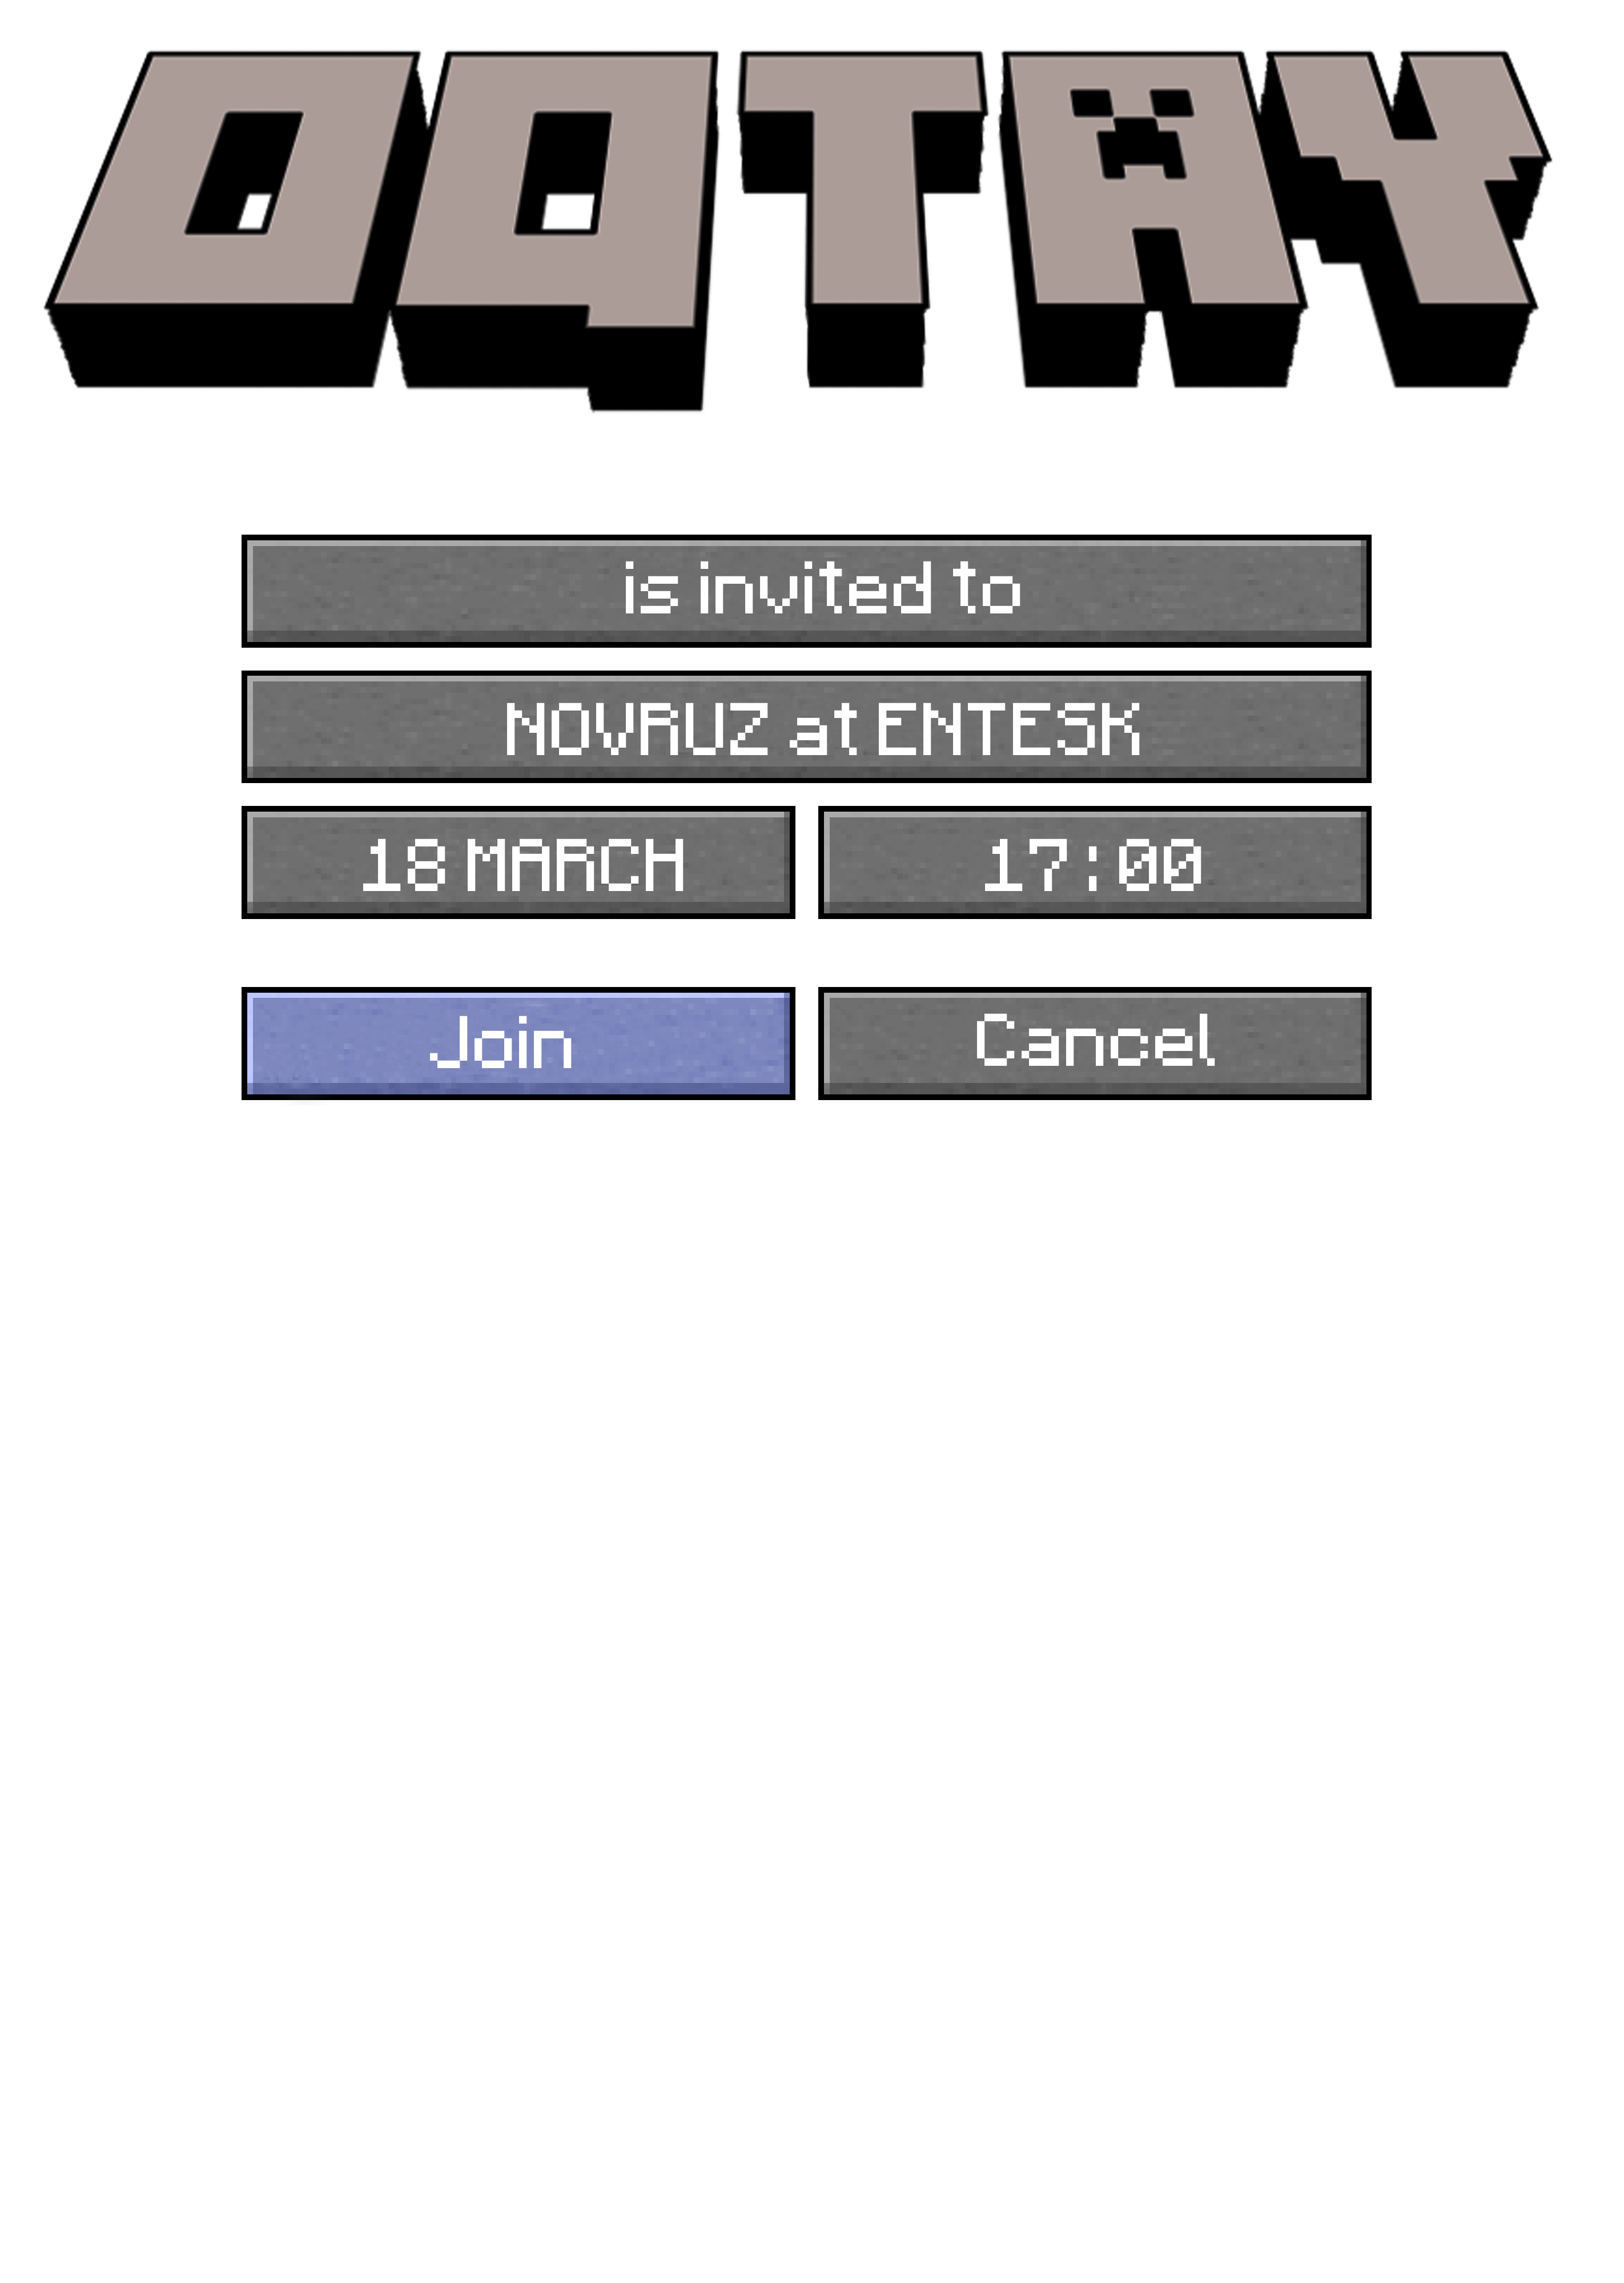 OQTAY
is invited to
NOVRUZ at ENTESK
18 MARCH
17:00
Join
Cancel